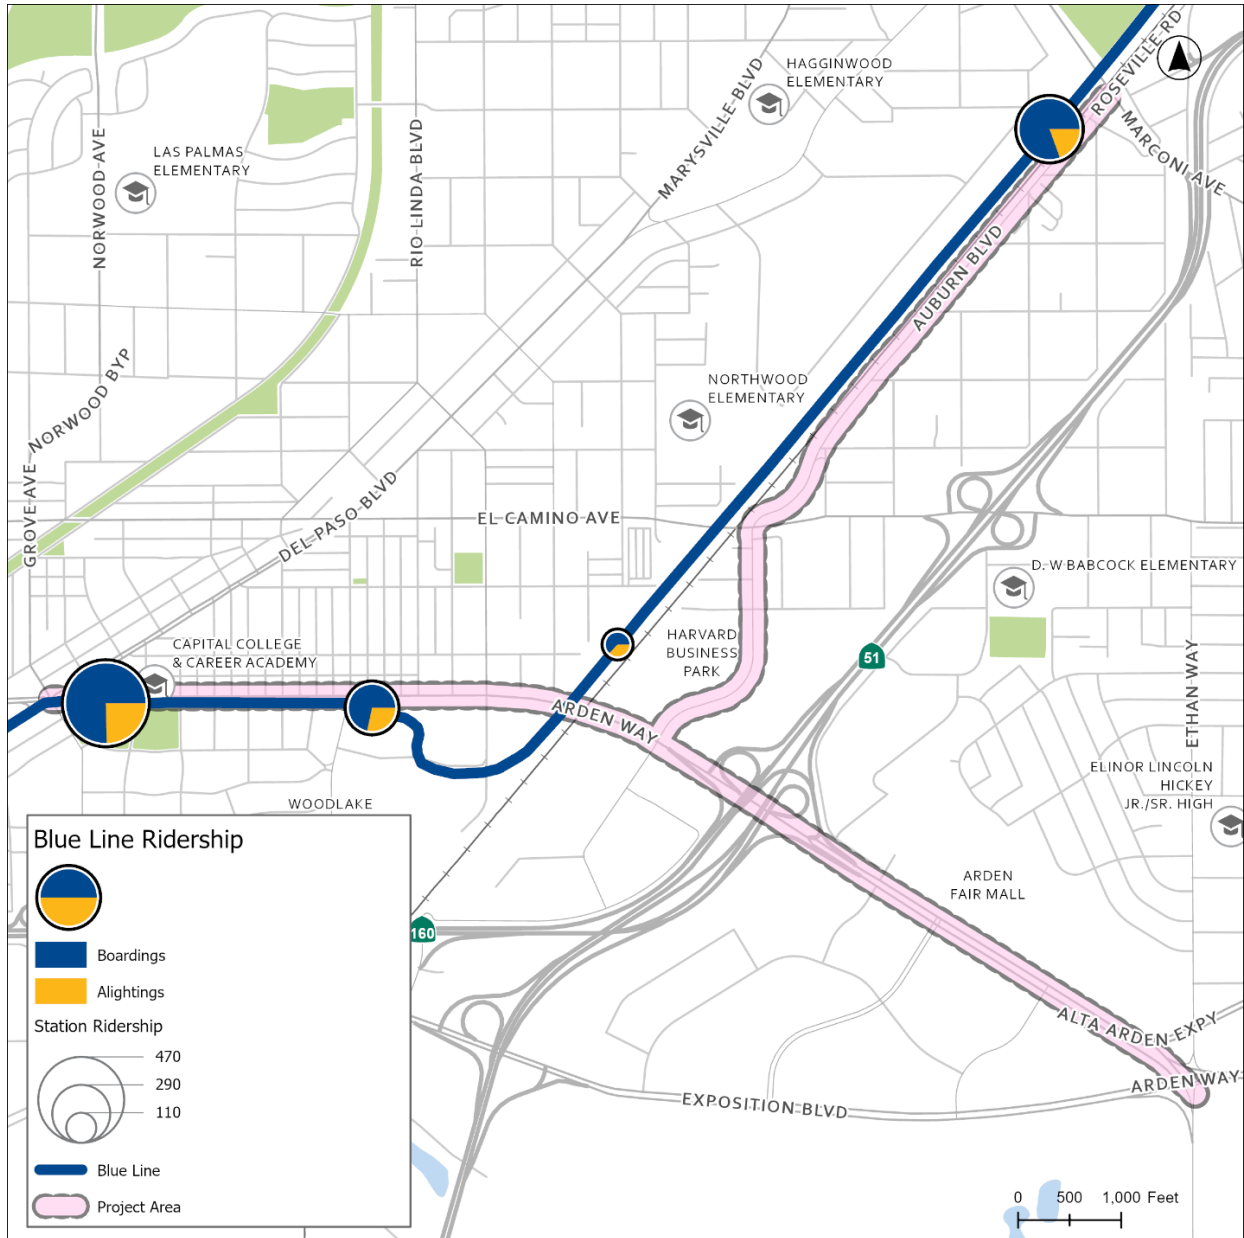 ROSEVILLE RD
HAGGINWOOD
ELEMENTARY
MARYSVILLE BLVD
MARCONI AVE
LAS PALMAS
ELEMENTARY
NORWOOD AVE
RIO LINDA BLVD
AUBURN BLVD
NORWOOD BYP
NORTHWOOD
ELEMENTARY
GROVE AVE
DEL PASO BLVD
EL CAMINO AVE
D. W BABCOCK ELEMENTARY
CAPITAL COLLEGE
& CAREER ACADEMY
HARVARD
BUSINESS
PARK
51
ETHAN WAY
ARDEN WAY
ELINOR LINCOLN
HICKEY
JR./SR. HIGH
WOODLAKE
ARDEN
FAIR MALL
160
ALTA ARDEN EXPY
ARDEN WAY
EXPOSITION BLVD
Blue Line Ridership
Boardings
Alightings
Station Ridership
470
290
110
Blue Line
Project Area
0 500 1,000 Feet